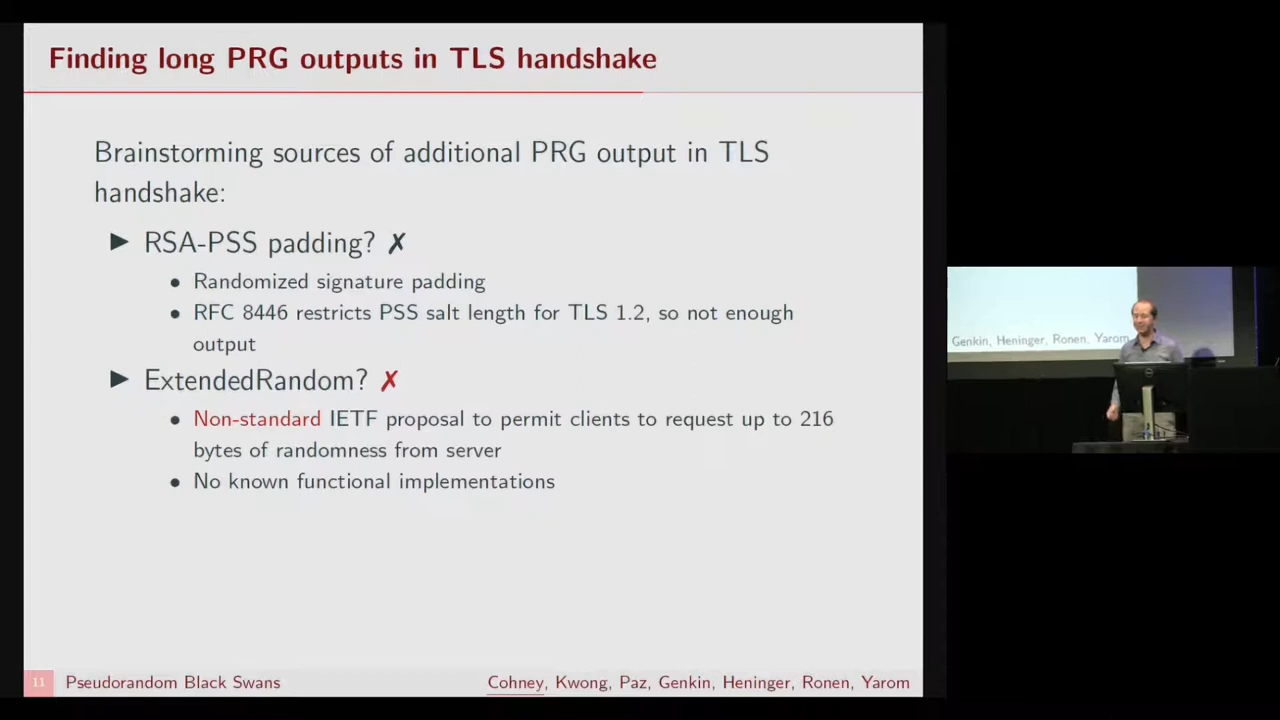 Finding long PRG outputs in TLS handshake
Brainstorming sources of additional PRG output in TLS
handshake:
▶ RSA-PSS padding? ✗
• Randomized signature padding
• RFC 8446 restricts PSS salt length for TLS 1.2, so not enough
output
▶ ExtendedRandom? ✗
• Non-standard IETF proposal to permit clients to request up to 216
bytes of randomness from server
• No known functional implementations
11 Pseudorandom Black Swans
Cohney, Kwong, Paz, Genkin, Heninger, Ronen, Yarom
Genkin, Heninger, Ronen, Yarom